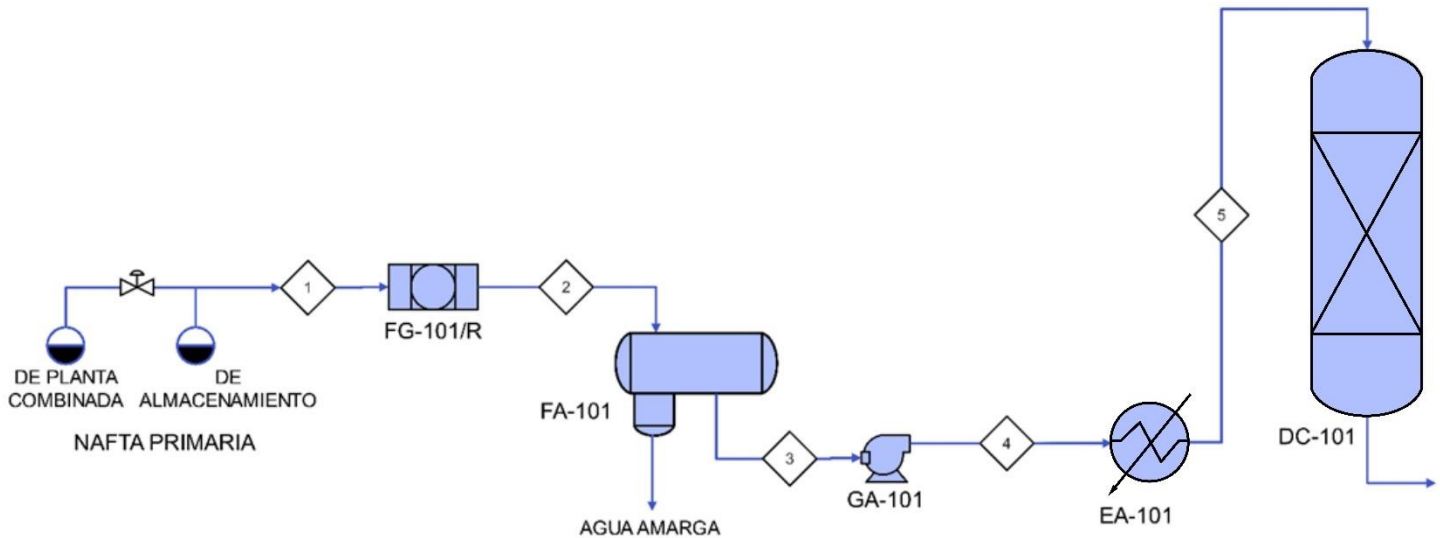 5
1
2
FG-101/R
DE PLANTA
COMBINADA
DE
ALMACENAMIENTO
NAFTA PRIMARIA
FA-101
3
4
GA-101
EA-101
DC-101
AGUA AMARGA